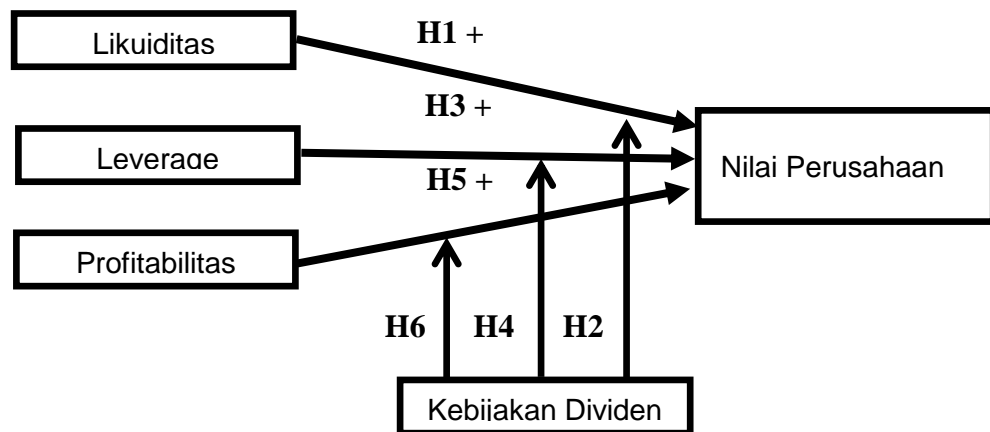 Likuiditas
H1 +
H3 +
Leverage
Nilai Perusahaan
H5 +
Profitabilitas
H6
H4
H2
Kebijakan Dividen